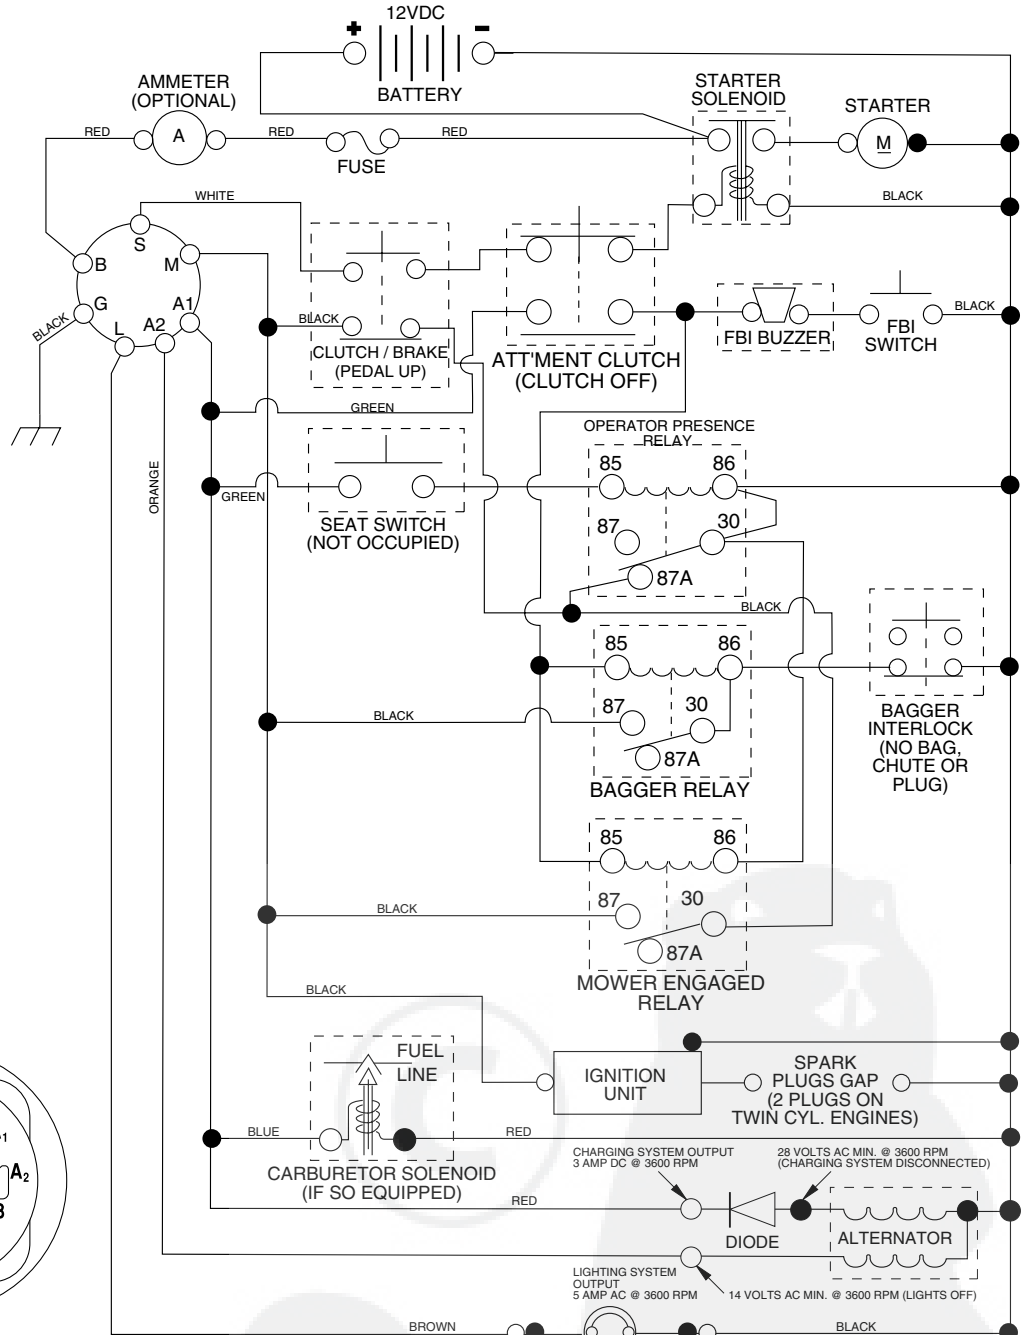 12VDC
+ -
BATTERY
AMMETER
(OPTIONAL)
STARTER
SOLENOID
STARTER
RED
A
RED
RED
FUSE
M
WHITE
BLACK
S
B
M
G
A1
A2
L
BLACK
BLACK
CLUTCH / BRAKE
(PEDAL UP)
ATT'MENT CLUTCH
(CLUTCH OFF)
FBI BUZZER
FBI
SWITCH
BLACK
GREEN
OPERATOR PRESENCE
RELAY
85
86
87
30
87A
ORANGE
GREEN
SEAT SWITCH
(NOT OCCUPIED)
BLACK
85
86
87
30
87A
BAGGER RELAY
BLACK
BAGGER
INTERLOCK
(NO BAG,
CHUTE OR
PLUG)
85
86
87
30
87A
MOWER ENGAGED
RELAY
BLACK
BLACK
FUEL
LINE
IGNITION
UNIT
SPARK
PLUGS GAP
(2 PLUGS ON
TWIN CYL. ENGINES)
BLUE
RED
CARBURETOR SOLENOID
(IF SO EQUIPPED)
CHARGING SYSTEM OUTPUT
3 AMP DC @ 3600 RPM
28 VOLTS AC MIN. @ 3600 RPM
(CHARGING SYSTEM DISCONNECTED)
RED
DIODE
ALTERNATOR
LIGHTING SYSTEM
OUTPUT
5 AMP AC @ 3600 RPM
14 VOLTS AC MIN. @ 3600 RPM (LIGHTS OFF)
BROWN
BLACK
1
A2
C